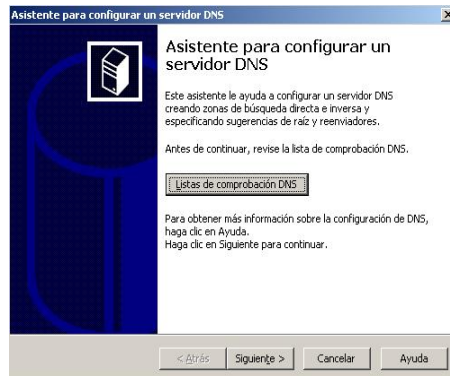 Asistente para configurar un servidor DNS
Asistente para configurar un
servidor DNS
Este asistente le ayuda a configurar un servidor DNS
creando zonas de búsqueda directa e inversa y
especificando sugerencias de raíz y reenviadores.
Antes de continuar, revise la lista de comprobación DNS.
Listas de comprobación DNS
Para obtener más información sobre la configuración de DNS,
haga clic en Ayuda.
Haga clic en Siguiente para continuar.
< Atrás Siguiente > Cancelar Ayuda